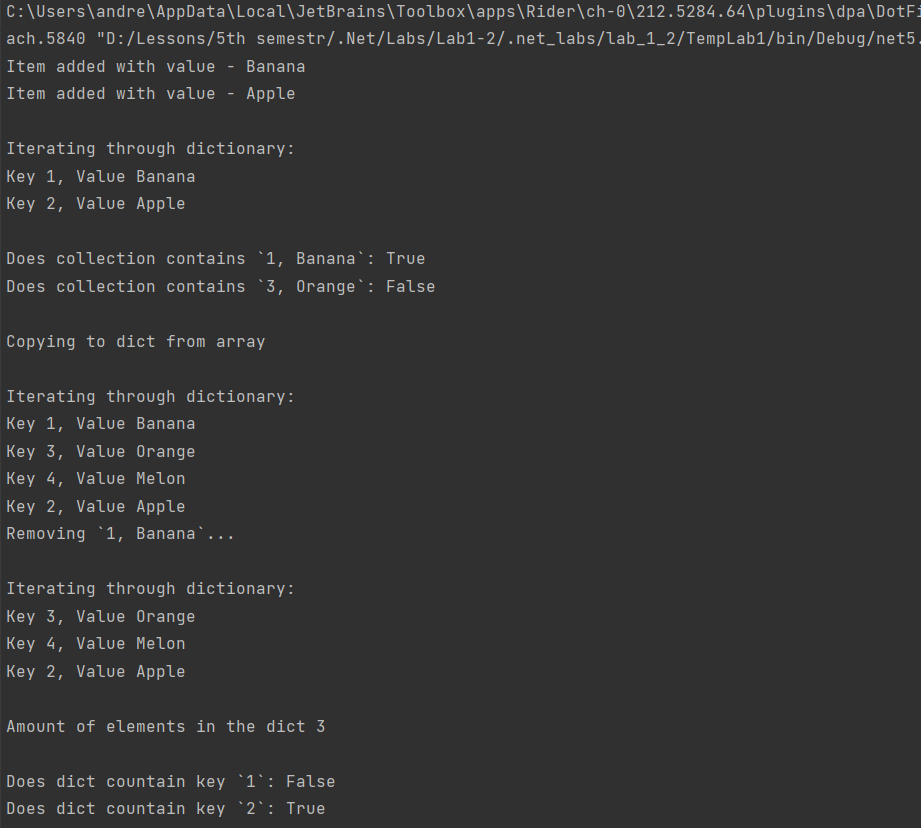 C:\Users\andre\AppData\Local\JetBrains\Toolbox\apps\Rider\ch-0\212.5284.64\plugins\dpa\DotFi
ach.5840 "D:/Lessons/5th semestr/.Net/Labs/Lab1-2/.net_labs/lab_1_2/TempLab1/bin/Debug/net5.
Item added with value - Banana
Item added with value - Apple
Iterating through dictionary:
Key 1, Value Banana
Key 2, Value Apple
Does collection contains `1, Banana`: True
Does collection contains `3, Orange`: False
Copying to dict from array
Iterating through dictionary:
Key 1, Value Banana
Key 3, Value Orange
Key 4, Value Melon
Key 2, Value Apple
Removing `1, Banana`...
Iterating through dictionary:
Key 3, Value Orange
Key 4, Value Melon
Key 2, Value Apple
Amount of elements in the dict 3
Does dict countain key `1`: False
Does dict countain key `2`: True